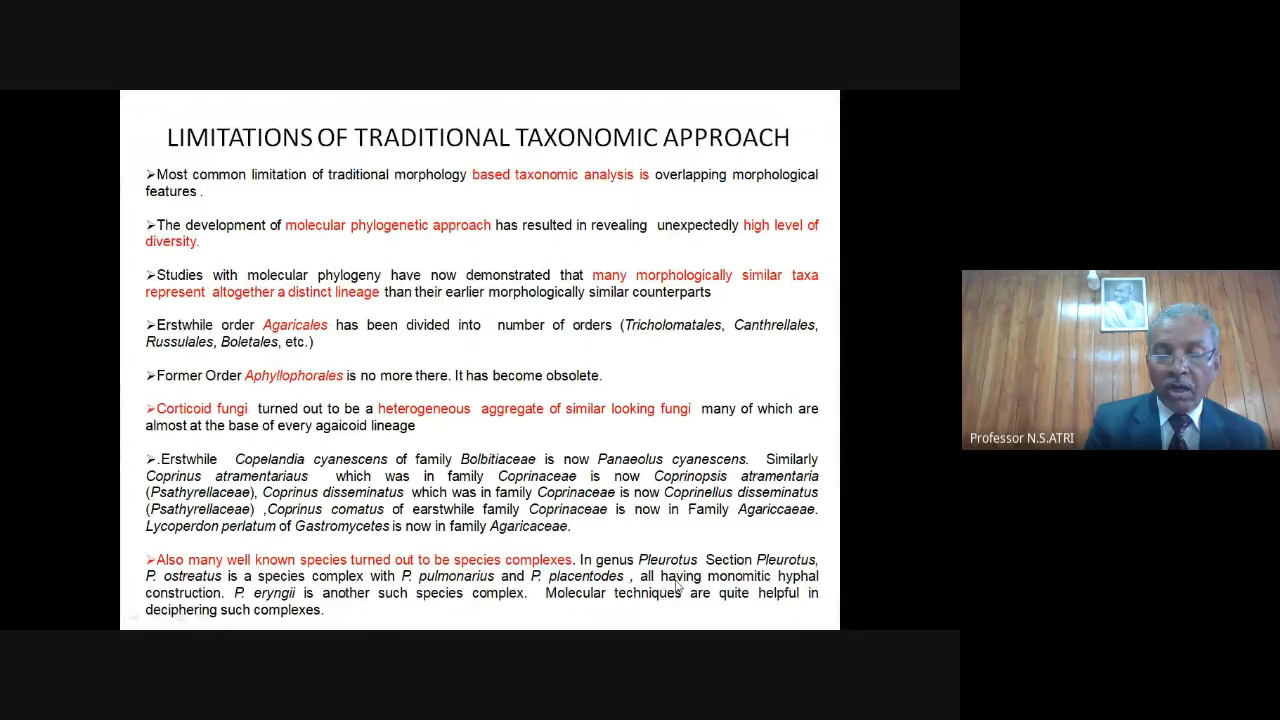 LIMITATIONS OF TRADITIONAL TAXONOMIC APPROACH
➢Most common limitation of traditional morphology based taxonomic analysis is overlapping morphological
features .
➢The development of molecular phylogenetic approach has resulted in revealing unexpectedly high level of
diversity.
➢Studies with molecular phylogeny have now demonstrated that many morphologically similar taxa
represent altogether a distinct lineage than their earlier morphologically similar counterparts
➢Erstwhile order Agaricales has been divided into number of orders (Tricholomatales, Canthrellales,
Russulales, Boletales, etc.)
➢Former Order Aphyllophorales is no more there. It has become obsolete.
➢Corticoid fungi turned out to be a heterogeneous aggregate of similar looking fungi many of which are
almost at the base of every agaicoid lineage
➢.Erstwhile Copelandia cyanescens of family Bolbitiaceae is now Panaeolus cyanescens. Similarly
Coprinus atramentariaus which was in family Coprinaceae is now Coprinopsis atramentaria
(Psathyrellaceae), Coprinus disseminatus which was in family Coprinaceae is now Coprinellus disseminatus
(Psathyrellaceae) ,Coprinus comatus of earstwhile family Coprinaceae is now in Family Agariccaeae.
Lycoperdon perlatum of Gastromycetes is now in family Agaricaceae.
➢Also many well known species turned out to be species complexes. In genus Pleurotus Section Pleurotus,
P. ostreatus is a species complex with P. pulmonarius and P. placentodes , all having monomitic hyphal
construction. P. eryngii is another such species complex. Molecular techniques are quite helpful in
deciphering such complexes.
Professor N.S.ATRI